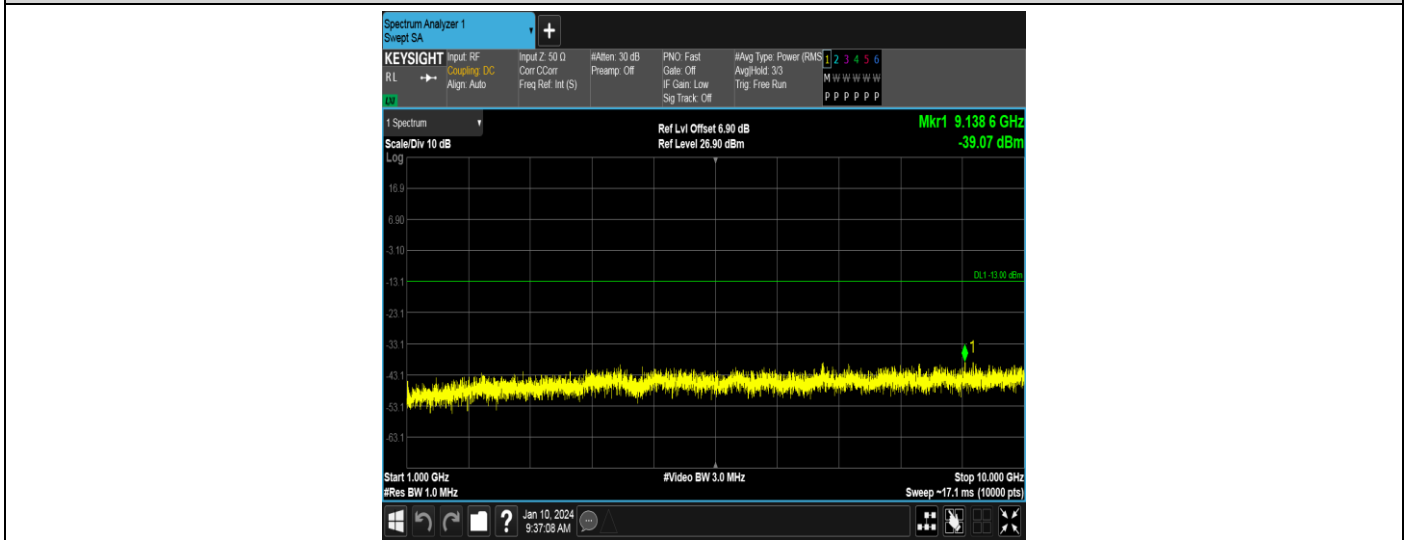 Spectrum Analyzer 1
Swept SA
+
KEYSIGHT
RL
LXI
Input: RF
Coupling: DC
Align: Auto
Input Z: 50 Ω
Corr CCorr
Freq Ref: Int (S)
#Atten: 30 dB
Preamp: Off
PNO: Fast
Gate: Off
IF Gain: Low
Sig Track: Off
#Avg Type: Power (RMS
Avg|Hold: 3/3
Trig: Free Run
1 2 3 4 5 6
M W W W W W
P P P P P P
1 Spectrum
Scale/Div 10 dB
Log
Ref Lvl Offset 6.90 dB
Ref Level 26.90 dBm
Mkr1 9.138 6 GHz
-39.07 dBm
16.9
6.90
-3.10
DL1 -13.00 dBm
-13.1
-23.1
-33.1
1
-43.1
-53.1
-63.1
Start 1.000 GHz
#Res BW 1.0 MHz
#Video BW 3.0 MHz
Stop 10.000 GHz
Sweep ~17.1 ms (10000 pts)
?
Jan 10, 2024
9:37:08 AM